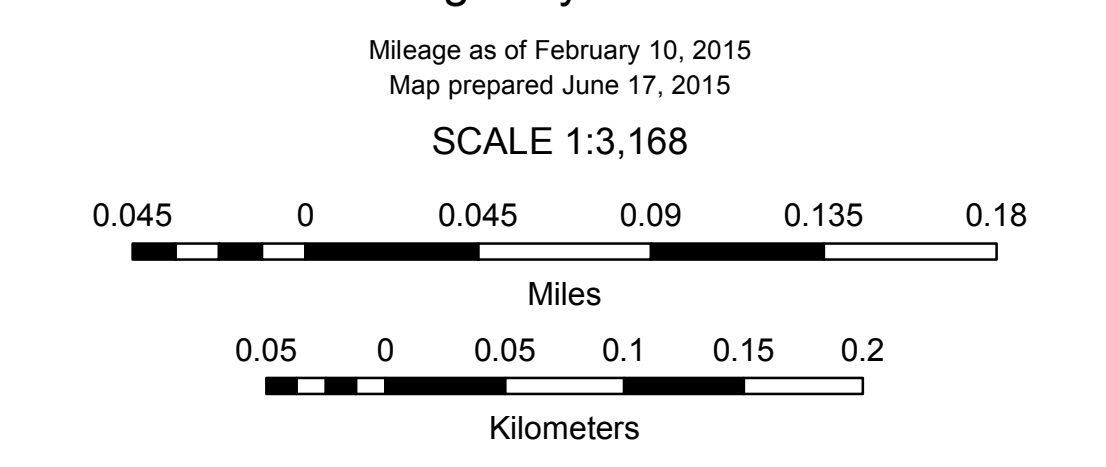 Mileage as of February 10, 2015
Map prepared June 17, 2015
SCALE 1:3,168
0.045 0 0.045 0.09 0.135 0.18
Miles
0.05 0 0.05 0.1 0.15 0.2
Kilometers